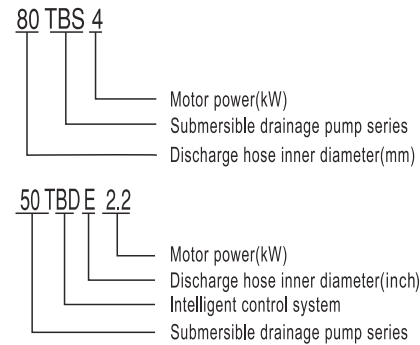 80 TBS 4
Motor power(kW)
Submersible drainage pump series
Discharge hose inner diameter(mm)
50 TBD E 2.2
Motor power(kW)
Discharge hose inner diameter(inch)
Intelligent control system
Submersible drainage pump series